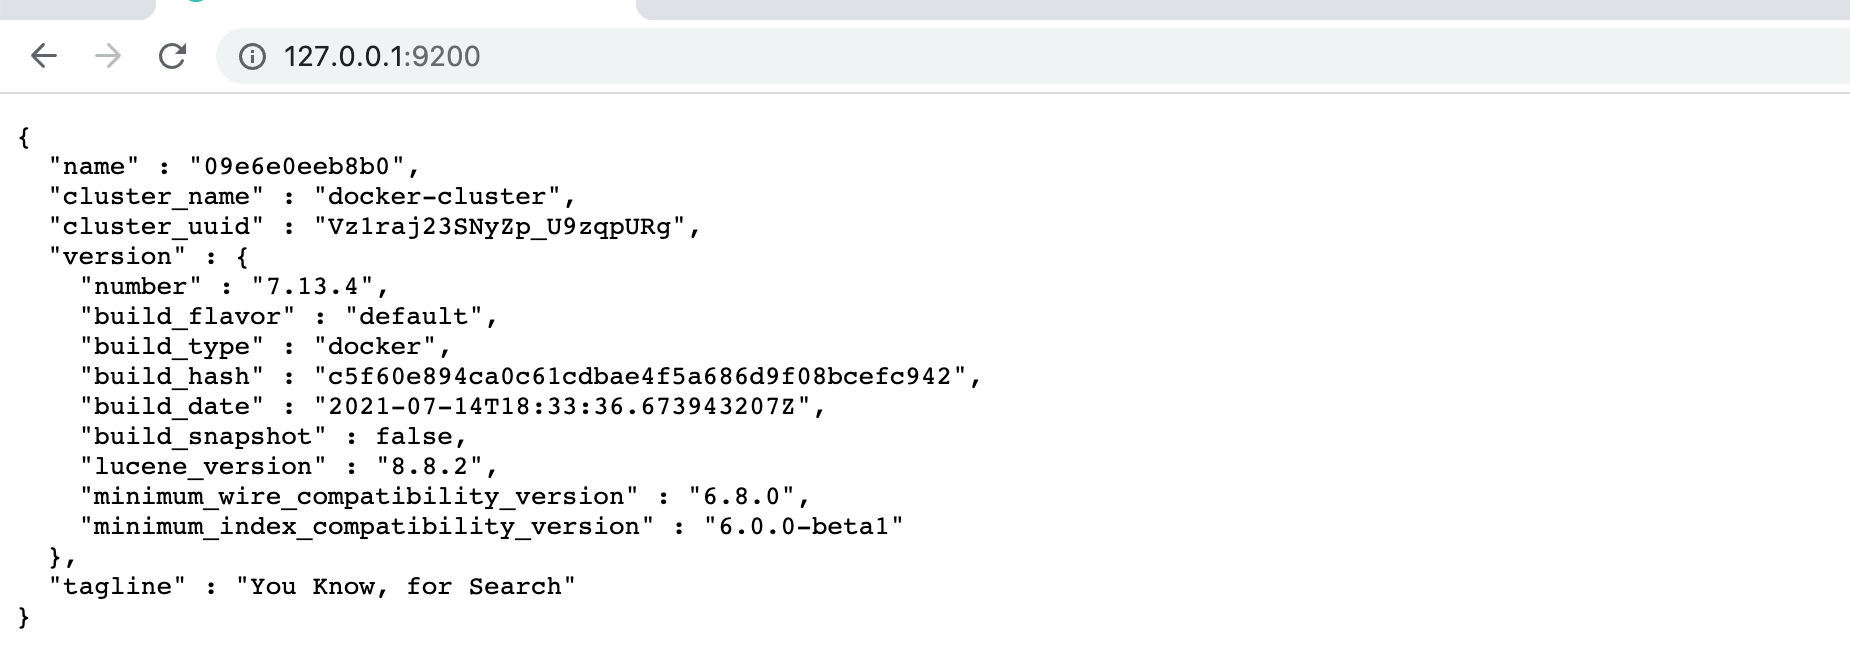 127.0.0.1:9200
{
  "name" : "09e6e0eeb8b0",
  "cluster_name" : "docker-cluster",
  "cluster_uuid" : "Vz1raj23SNyZp_U9zqpURg",
  "version" : {
    "number" : "7.13.4",
    "build_flavor" : "default",
    "build_type" : "docker",
    "build_hash" : "c5f60e894ca0c61cdbae4f5a686d9f08bcefc942",
    "build_date" : "2021-07-14T18:33:36.673943207Z",
    "build_snapshot" : false,
    "lucene_version" : "8.8.2",
    "minimum_wire_compatibility_version" : "6.8.0",
    "minimum_index_compatibility_version" : "6.0.0-beta1"
  },
  "tagline" : "You Know, for Search"
}